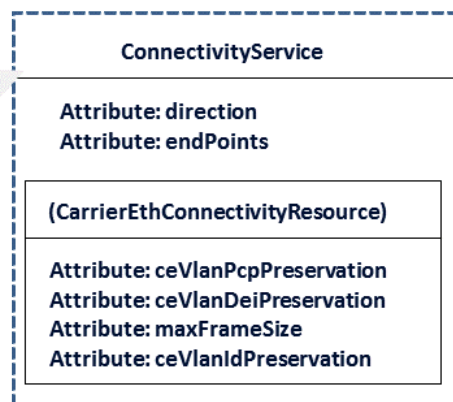 ConnectivityService
Attribute: direction
Attribute: endPoints
(CarrierEthConnectivityResource)
Attribute: ceVlanPcpPreservation
Attribute: ceVlanDeiPreservation
Attribute: maxFrameSize
Attribute: ceVlanIdPreservation